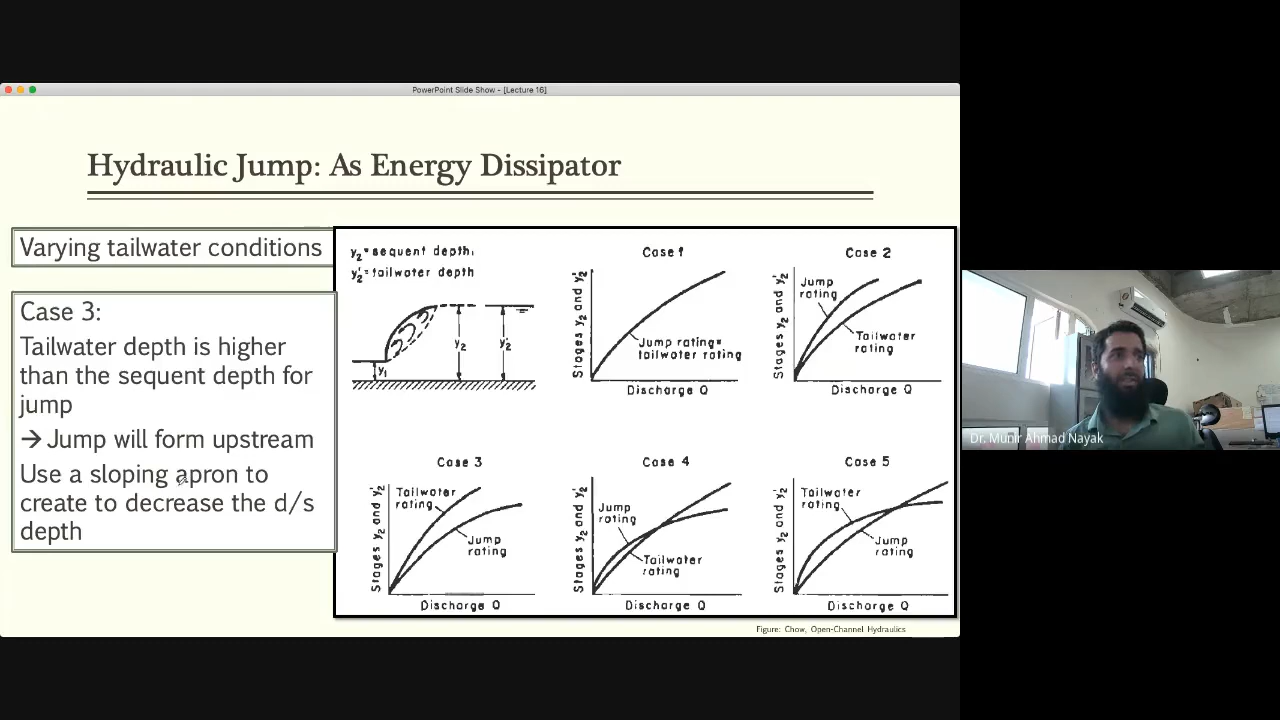 PowerPoint Slide Show - [Lecture 16]
Hydraulic Jump: As Energy Dissipator
Varying tailwater conditions
Case 3:
Tailwater depth is higher
than the sequent depth for
jump
→ Jump will form upstream
Use a sloping apron to
create to decrease the d/s
depth
y₂=sequent depth;
y₂'=tailwater depth
y₁
y₂
y₂'
Case 1
Stages y₂ and y₂'
Jump rating=
tailwater rating
Discharge Q
Case 2
Stages y₂ and y₂'
Jump
rating
Tailwater
rating
Discharge Q
Case 3
Stages y₂ and y₂'
Tailwater
rating
Jump
rating
Discharge Q
Case 4
Stages y₂ and y₂'
Jump
rating
Tailwater
rating
Discharge Q
Case 5
Stages y₂ and y₂'
Tailwater
rating
Jump
rating
Discharge Q
Figure: Chow, Open-Channel Hydraulics
Dr. Munir Ahmad Nayak